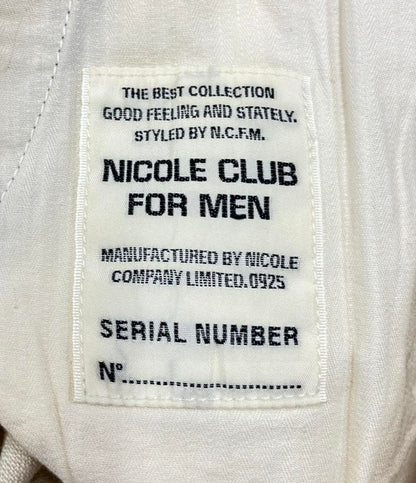 THE BEST COLLECTION
GOOD FEELING AND STATELY.
STYLED BY N.C.F.M.
NICOLE CLUB
FOR MEN
MANUFACTURED BY NICOLE
COMPANY LIMITED.0925
SERIAL NUMBER
N°..............................